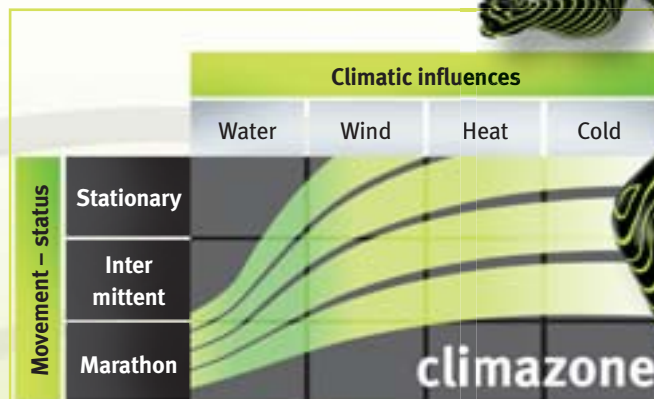 Climatic influences
Water Wind Heat Cold
Movement – status
Stationary
Inter
mittent
Marathon
climazone